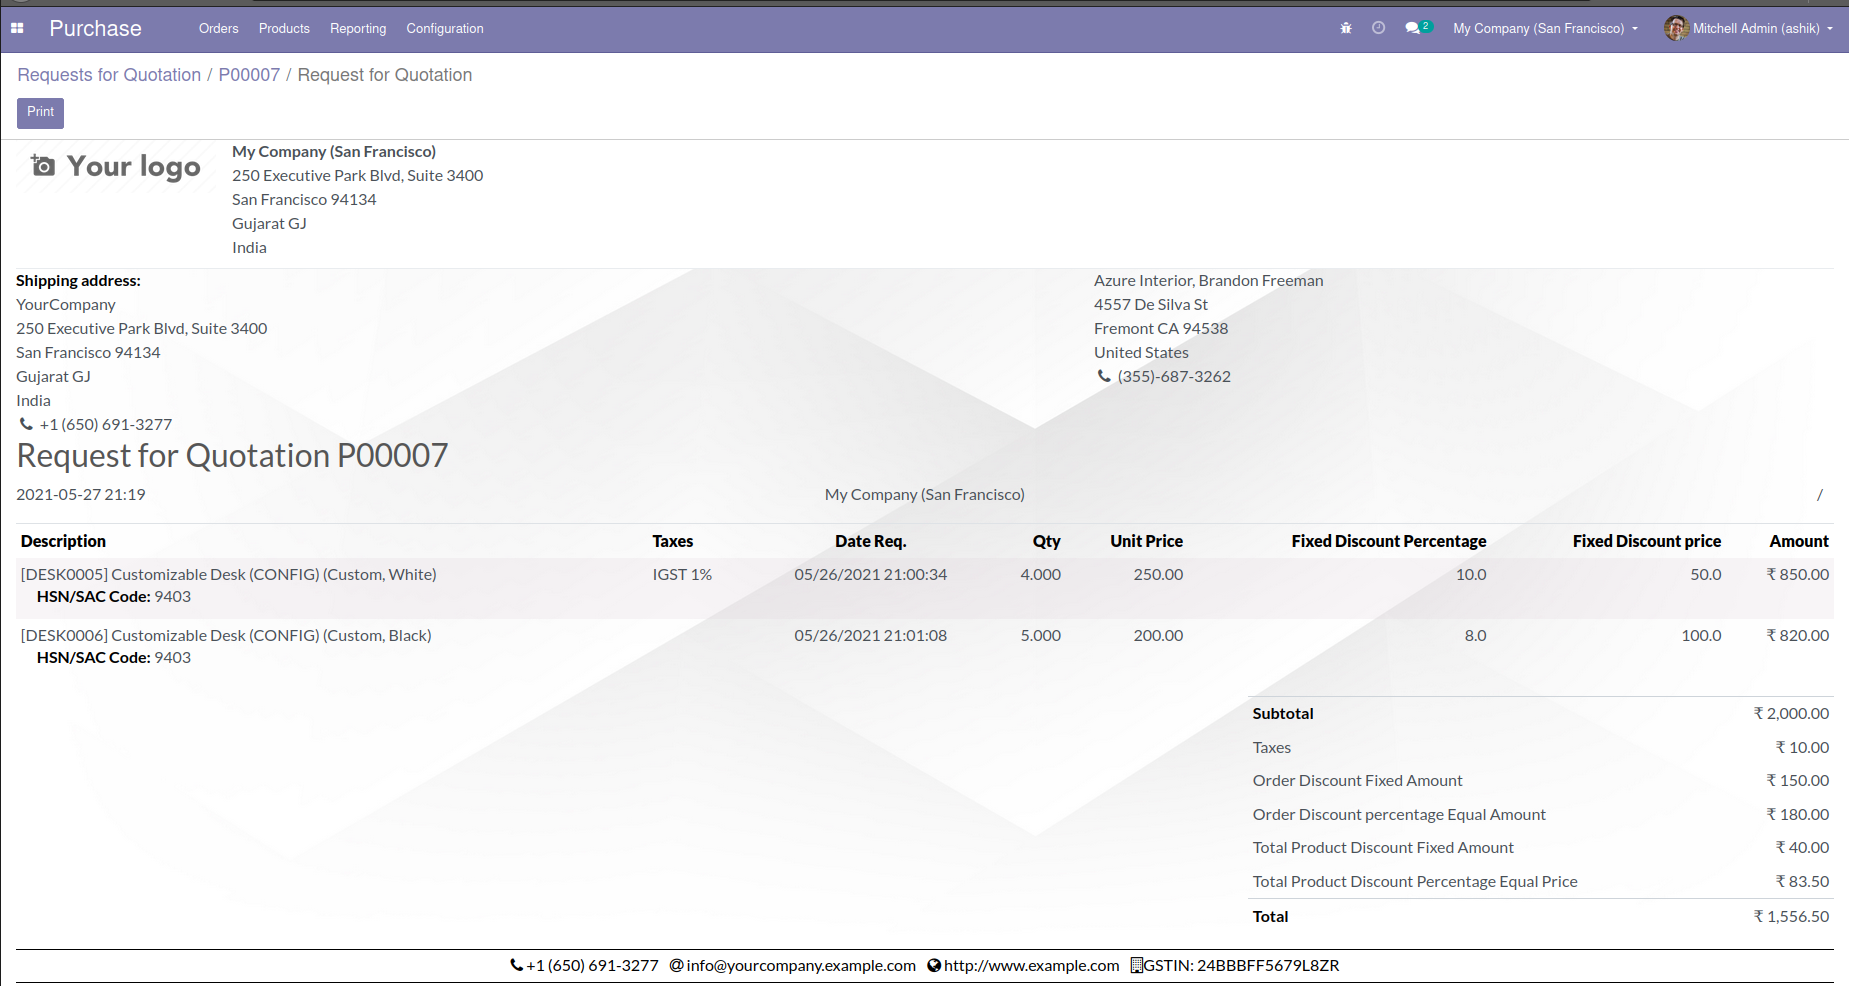 Purchase Orders Products Reporting Configuration 2 My Company (San Francisco) Mitchell Admin (ashik)
Requests for Quotation / P00007 / Request for Quotation
Print
Your logo
My Company (San Francisco)
250 Executive Park Blvd, Suite 3400
San Francisco 94134
Gujarat GJ
India
Shipping address:
YourCompany
250 Executive Park Blvd, Suite 3400
San Francisco 94134
Gujarat GJ
India
+1 (650) 691-3277
Azure Interior, Brandon Freeman
4557 De Silva St
Fremont CA 94538
United States
(355)-687-3262
Request for Quotation P00007
2021-05-27 21:19 My Company (San Francisco) /
Description Taxes Date Req. Qty Unit Price Fixed Discount Percentage Fixed Discount price Amount
[DESK0005] Customizable Desk (CONFIG) (Custom, White) IGST 1% 05/26/2021 21:00:34 4.000 250.00 10.0 50.0 ₹ 850.00
HSN/SAC Code: 9403
[DESK0006] Customizable Desk (CONFIG) (Custom, Black) 05/26/2021 21:01:08 5.000 200.00 8.0 100.0 ₹ 820.00
HSN/SAC Code: 9403
Subtotal ₹ 2,000.00
Taxes ₹ 10.00
Order Discount Fixed Amount ₹ 150.00
Order Discount percentage Equal Amount ₹ 180.00
Total Product Discount Fixed Amount ₹ 40.00
Total Product Discount Percentage Equal Price ₹ 83.50
Total ₹ 1,556.50
+1 (650) 691-3277 @ info@yourcompany.example.com http://www.example.com GSTIN: 24BBBFF5679L8ZR